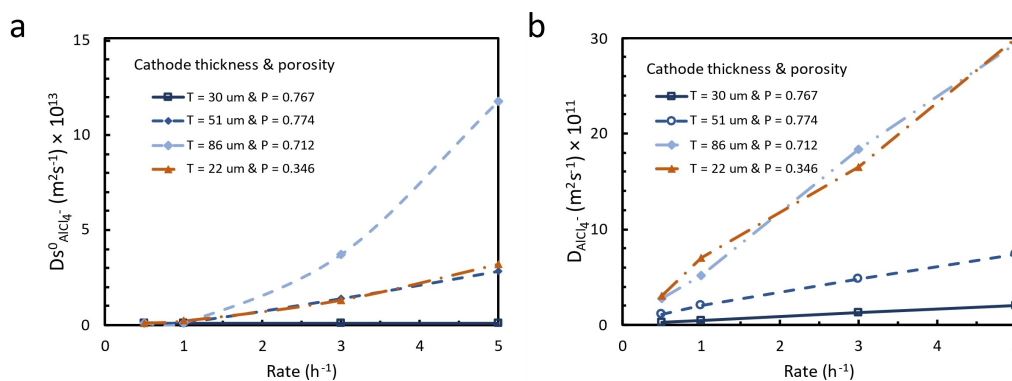 a
15
10
5
0
0
1
2
3
4
5
Ds⁰AlCl₄⁻ (m²s⁻¹) × 10¹³
Rate (h⁻¹)
Cathode thickness & porosity
T = 30 um & P = 0.767
T = 51 um & P = 0.774
T = 86 um & P = 0.712
T = 22 um & P = 0.346
b
30
20
10
0
0
1
2
3
4
D AlCl₄⁻ (m²s⁻¹) × 10¹¹
Rate (h⁻¹)
Cathode thickness & porosity
T = 30 um & P = 0.767
T = 51 um & P = 0.774
T = 86 um & P = 0.712
T = 22 um & P = 0.346